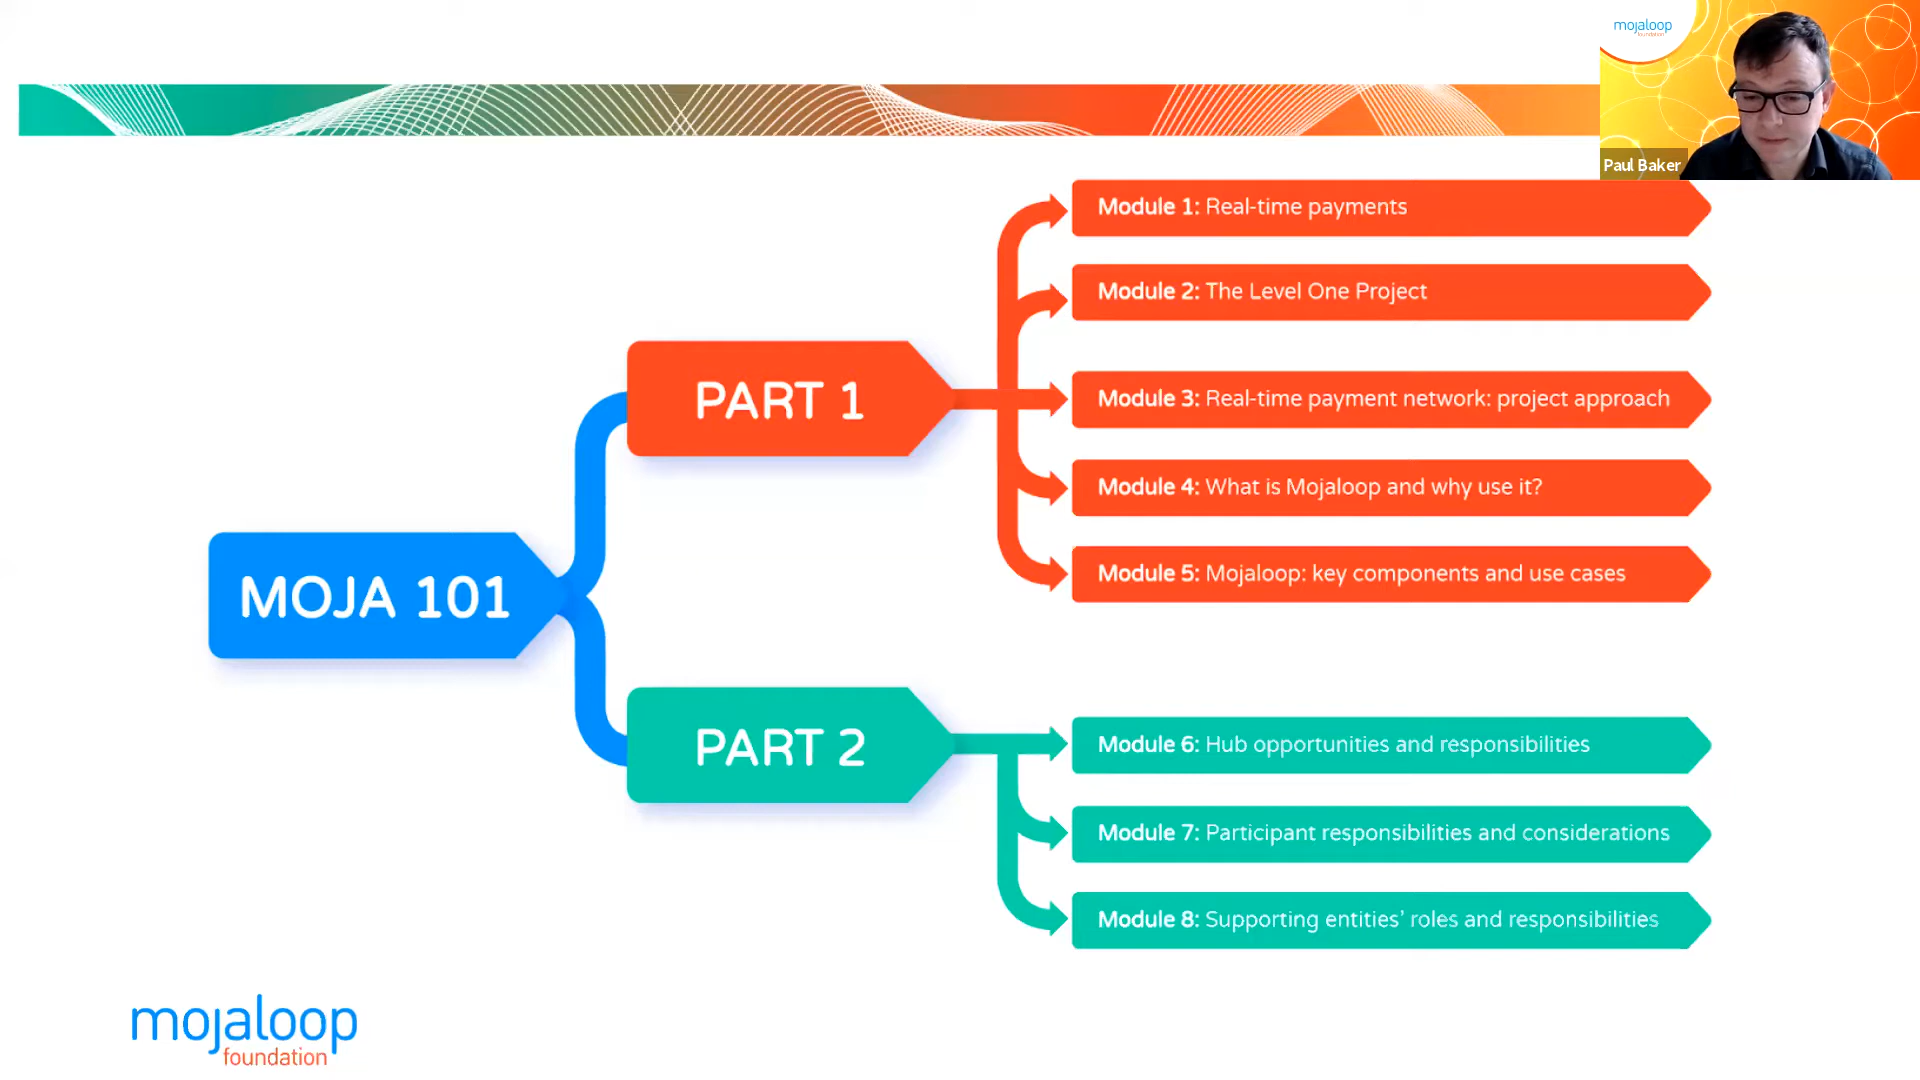 mojaloop
foundation
Paul Baker
Module 1: Real-time payments
Module 2: The Level One Project
PART 1
Module 3: Real-time payment network: project approach
Module 4: What is Mojaloop and why use it?
Module 5: Mojaloop: key components and use cases
MOJA 101
PART 2
Module 6: Hub opportunities and responsibilities
Module 7: Participant responsibilities and considerations
Module 8: Supporting entities’ roles and responsibilities
mojaloop
foundation